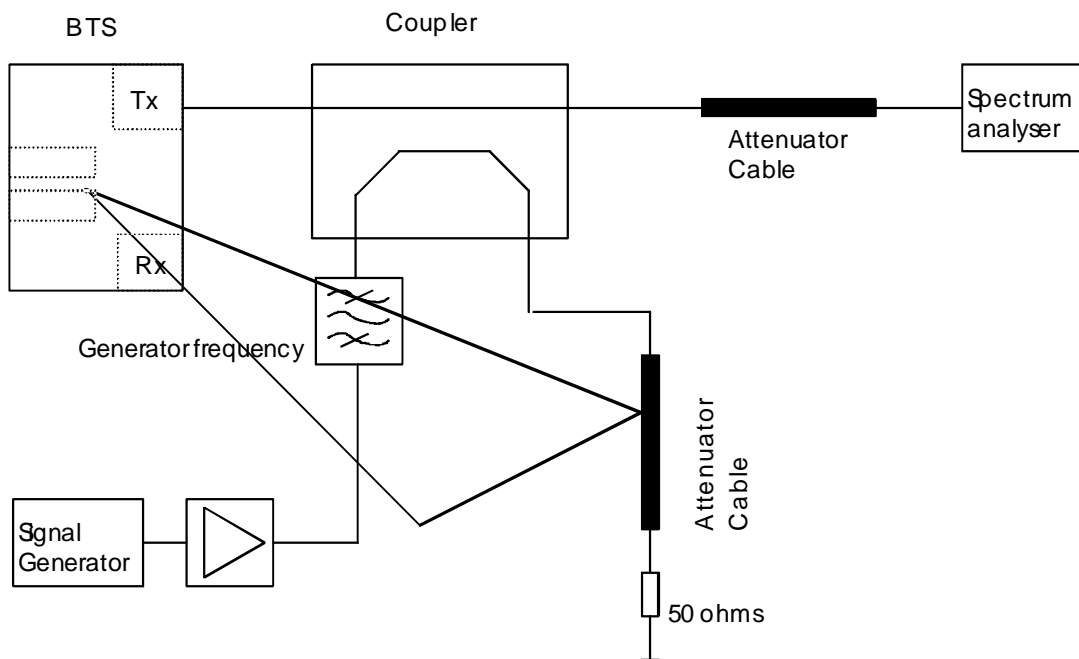 BTS
Coupler
Tx
Spectrum
analyser
Attenuator
Cable
Rx
Generator frequency
Attenuator
Cable
Signal
Generator
50 ohms